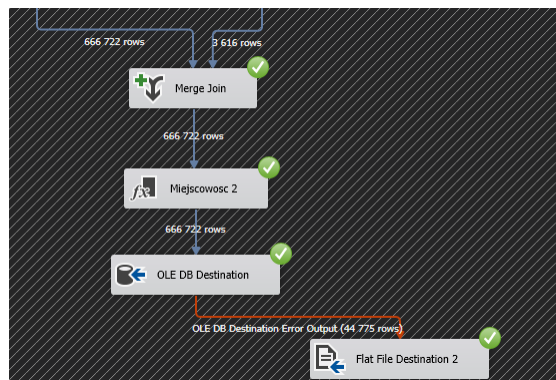 666 722 rows
3 616 rows
Merge Join
666 722 rows
Miejscowosc 2
666 722 rows
OLE DB Destination
OLE DB Destination Error Output (44 775 rows)
Flat File Destination 2